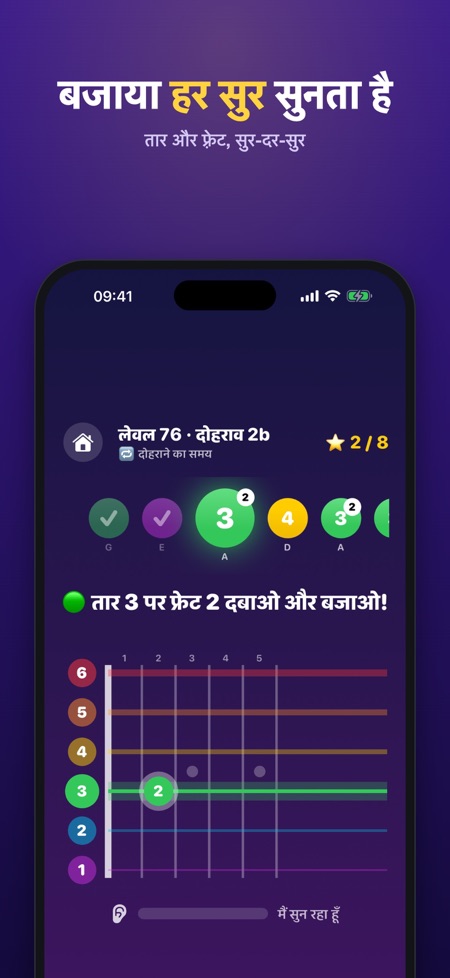 बजाया हर सुर सुनता है
तार और फ़्रेट, सुर-दर-सुर
09:41
लेवल 76 · दोहराव 2b
🔁 दोहराने का समय
⭐ 2 / 8
3 2 4 3 2
G E A D A
🟢 तार 3 पर फ्रेट 2 दबाओ और बजाओ!
1 2 3 4 5
6
5
4
3 2
2
1
मैं सुन रहा हूँ